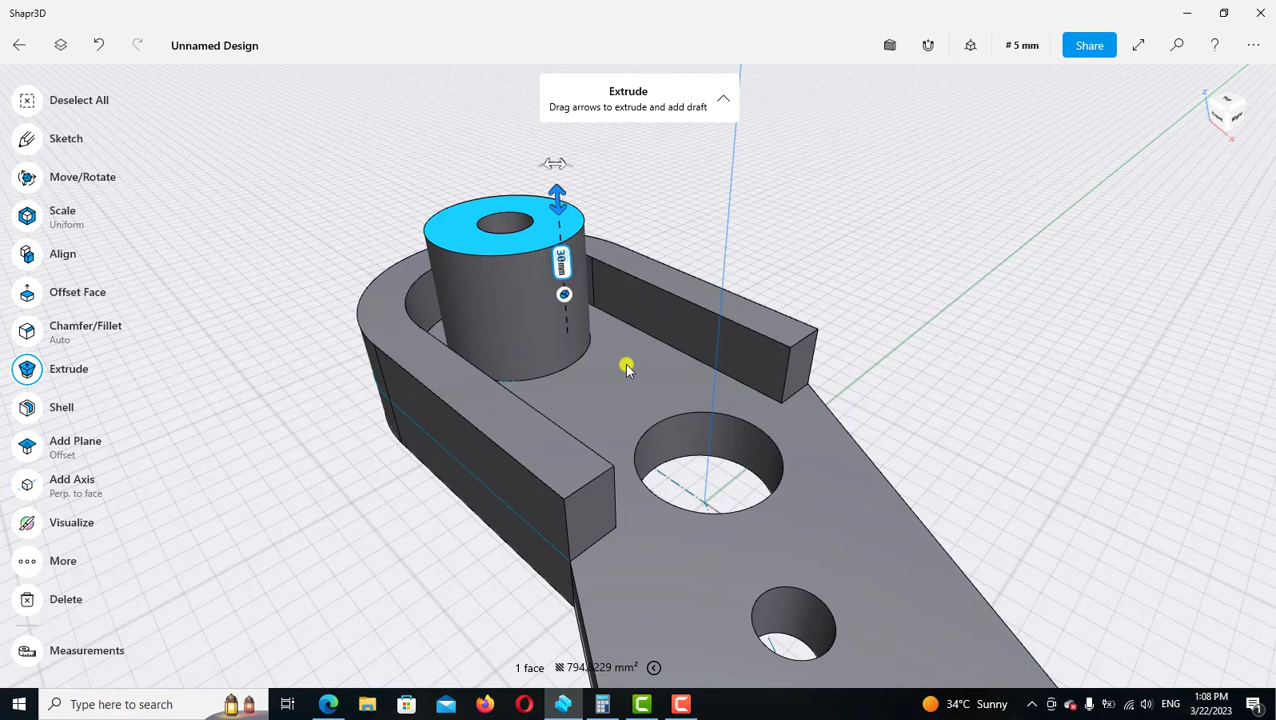 Shapr3D
Unnamed Design
# 5 mm
Share
Extrude
Drag arrows to extrude and add draft
Deselect All
Sketch
Move/Rotate
Scale
Uniform
Align
Offset Face
Chamfer/Fillet
Auto
Extrude
Shell
Add Plane
Offset
Add Axis
Perp. to face
Visualize
More
Delete
Measurements
30mm
Z
X
1 face
mm²
Type here to search
34°C Sunny
ENG
1:08 PM
3/22/2023